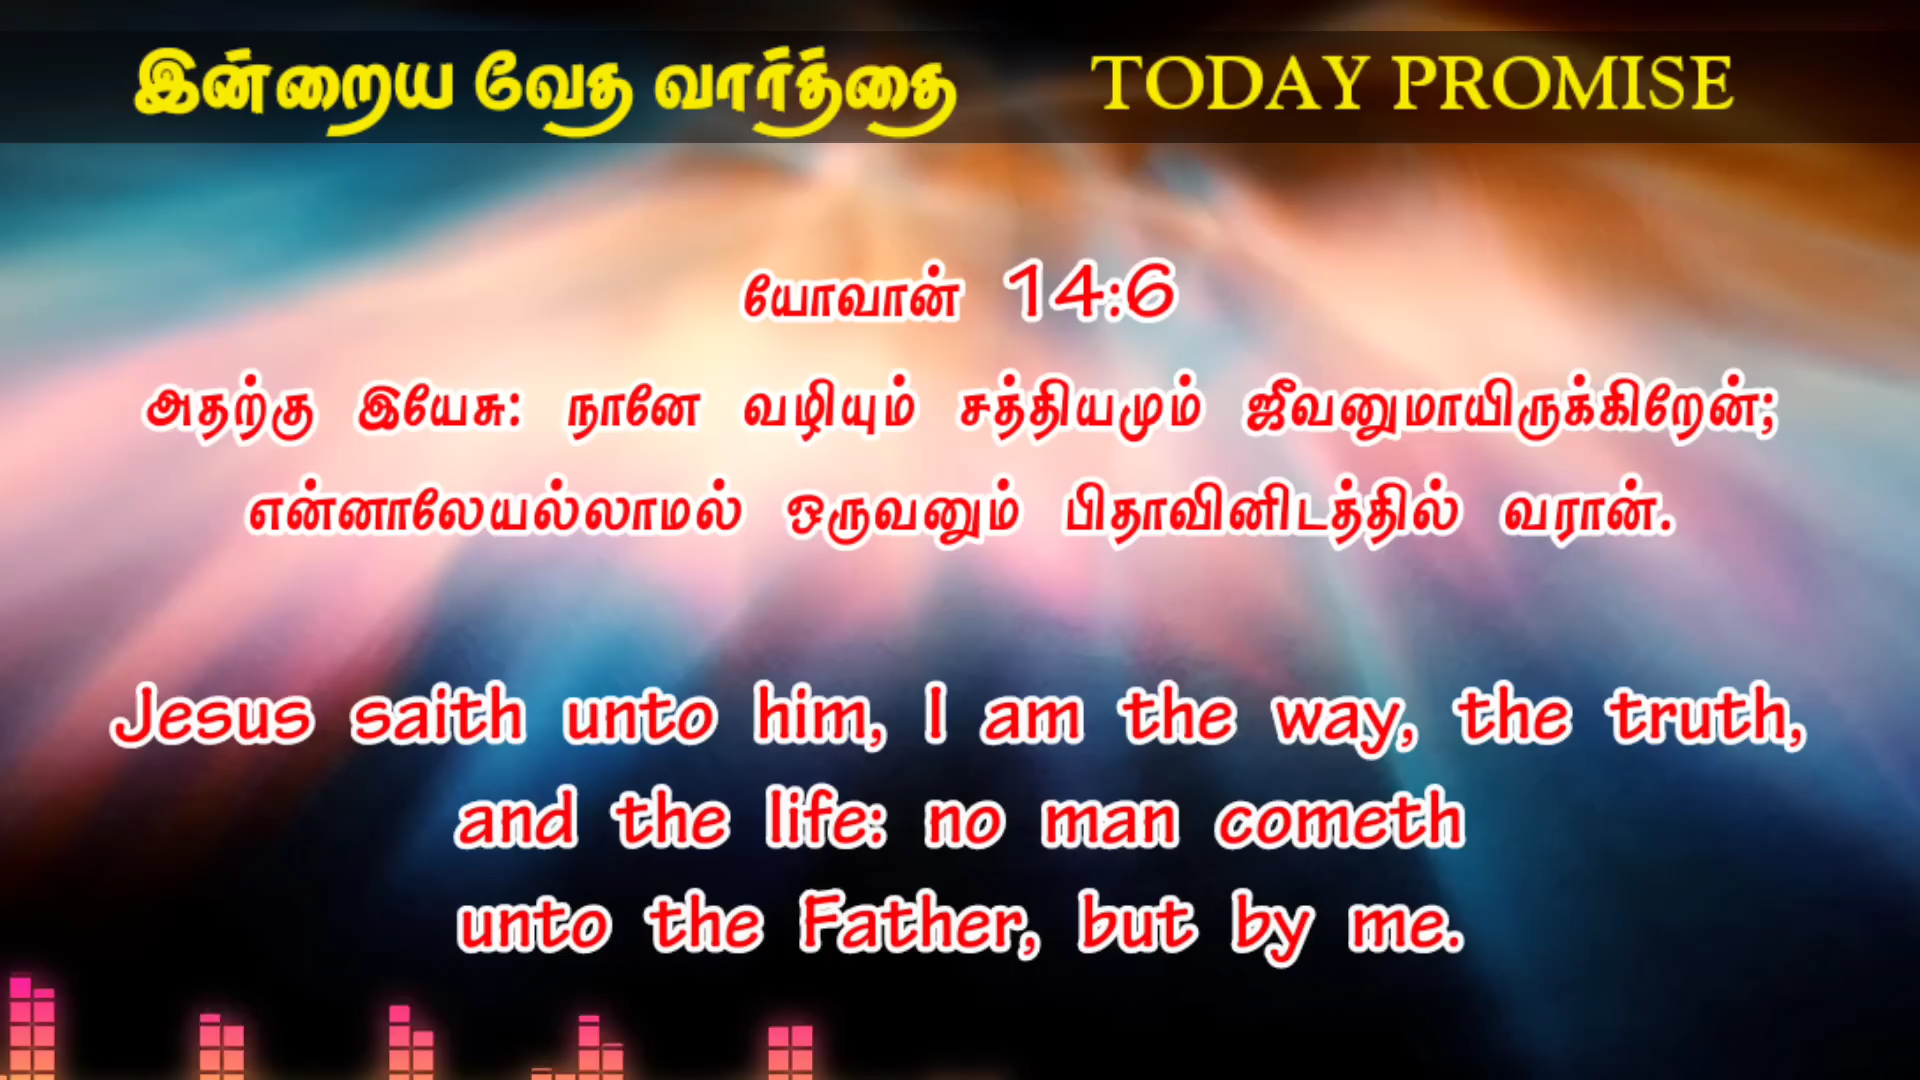 இன்றைய வேத வார்த்தை TODAY PROMISE
யோவான் 14:6
அதற்கு இயேசு: நானே வழியும் சத்தியமும் ஜீவனுமாயிருக்கிறேன்;
என்னாலேயல்லாமல் ஒருவனும் பிதாவினிடத்தில் வரான்.
Jesus saith unto him, I am the way, the truth,
and the life: no man cometh
unto the Father, but by me.